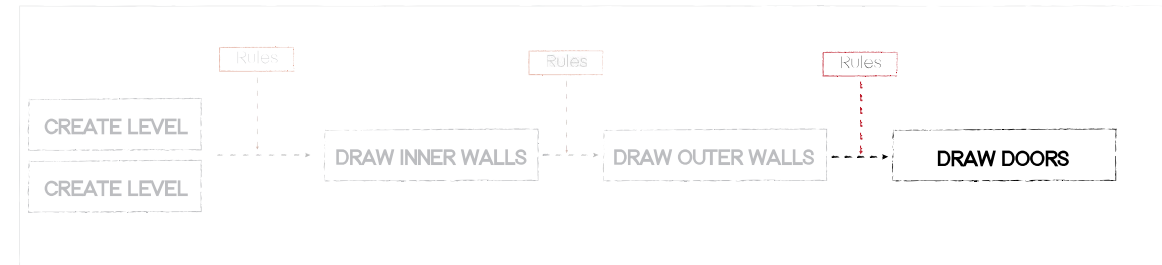 Rules
Rules
Rules
CREATE LEVEL
CREATE LEVEL
DRAW INNER WALLS
DRAW OUTER WALLS
DRAW DOORS